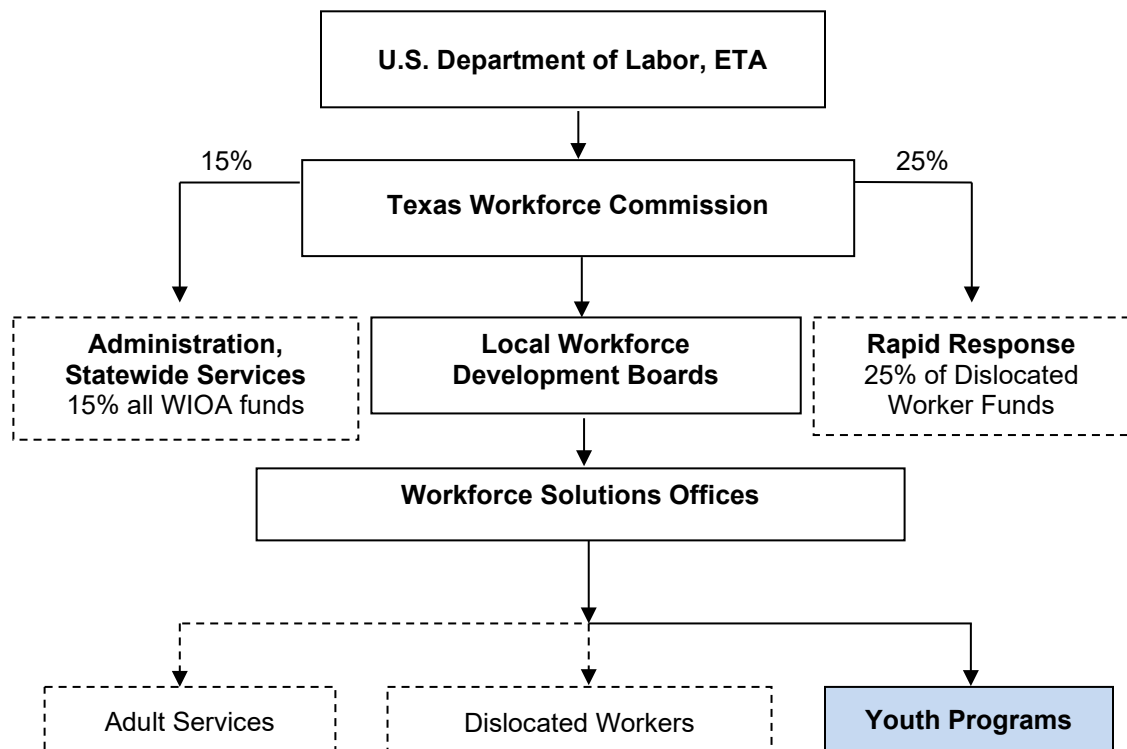 U.S. Department of Labor, ETA
15%
25%
Texas Workforce Commission
Administration,
Statewide Services
15% all WIOA funds
Local Workforce
Development Boards
Rapid Response
25% of Dislocated
Worker Funds
Workforce Solutions Offices
Adult Services
Dislocated Workers
Youth Programs